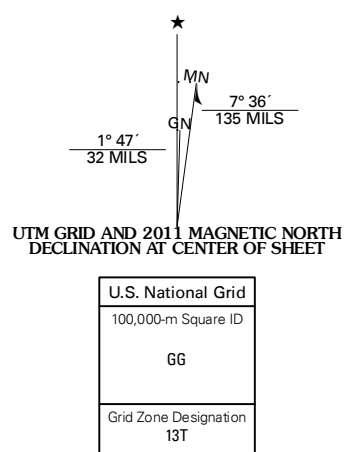 ★
MN
GN
7° 36´
135 MILS
1° 47´
32 MILS
UTM GRID AND 2011 MAGNETIC NORTH
DECLINATION AT CENTER OF SHEET
U.S. National Grid
100,000-m Square ID
GG
Grid Zone Designation
13T